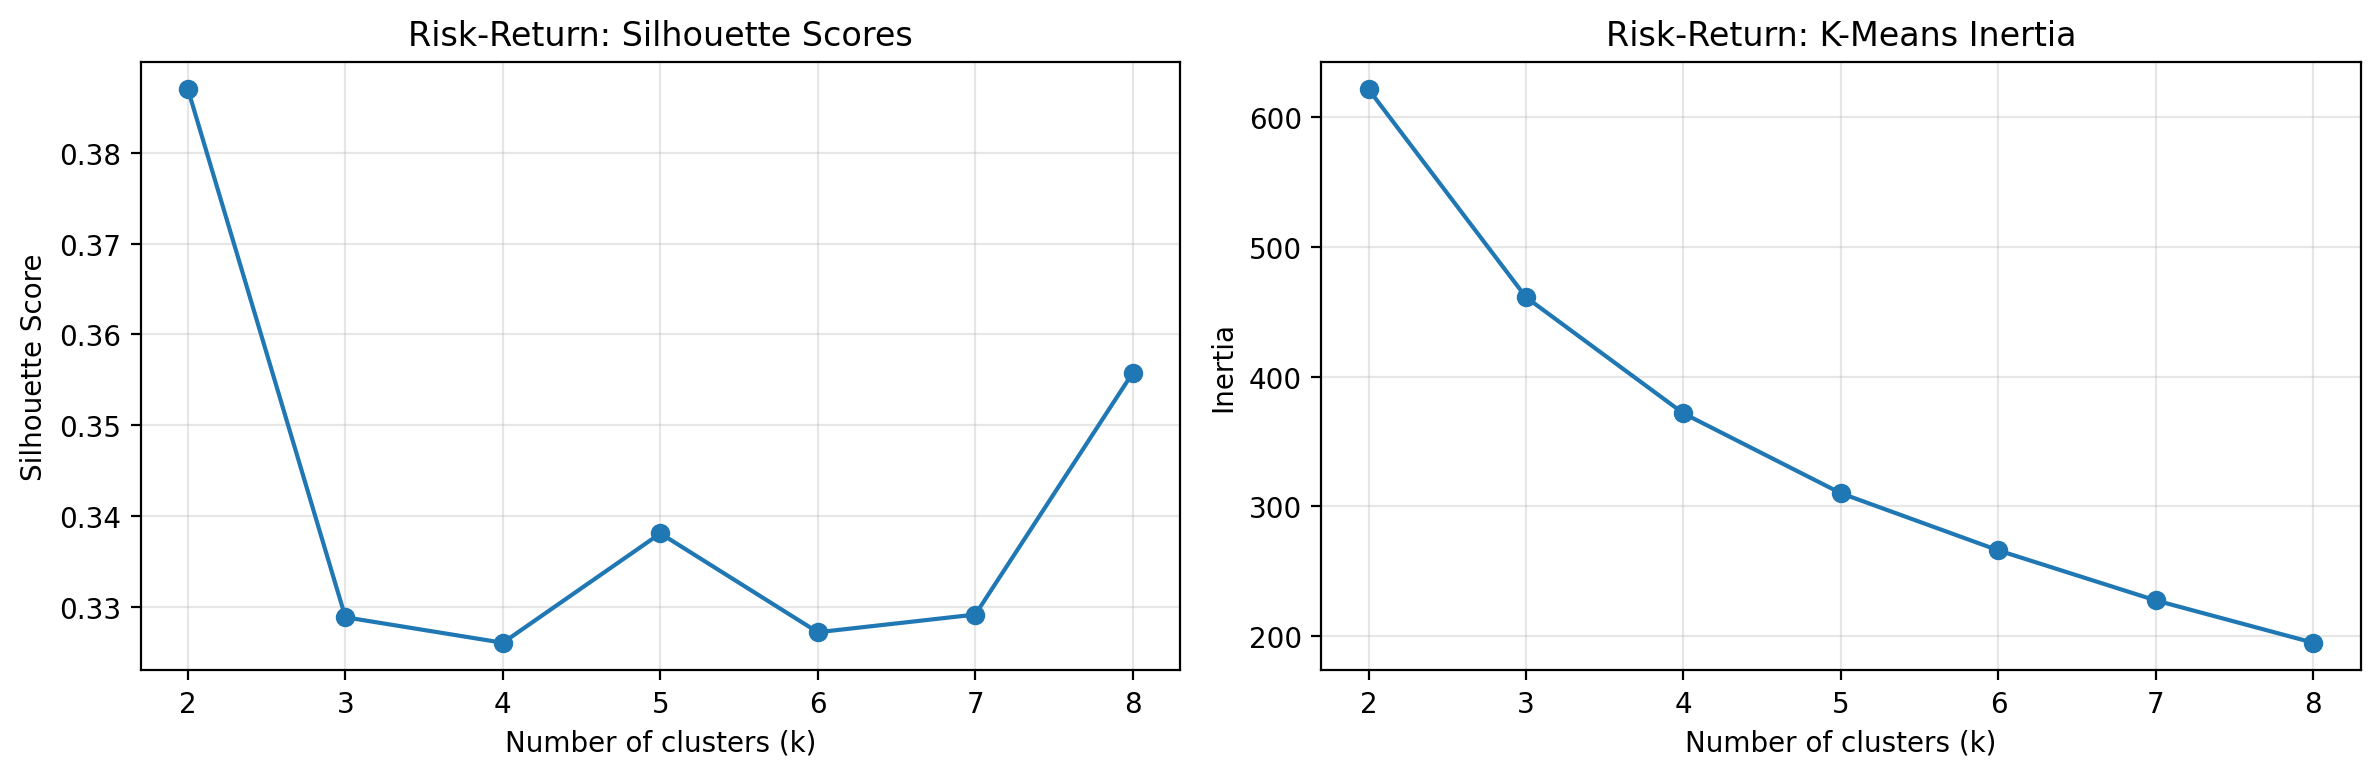 Risk-Return: Silhouette Scores
Silhouette Score
0.38
0.37
0.36
0.35
0.34
0.33
2 3 4 5 6 7 8
Number of clusters (k)
Risk-Return: K-Means Inertia
Inertia
600
500
400
300
200
2 3 4 5 6 7 8
Number of clusters (k)